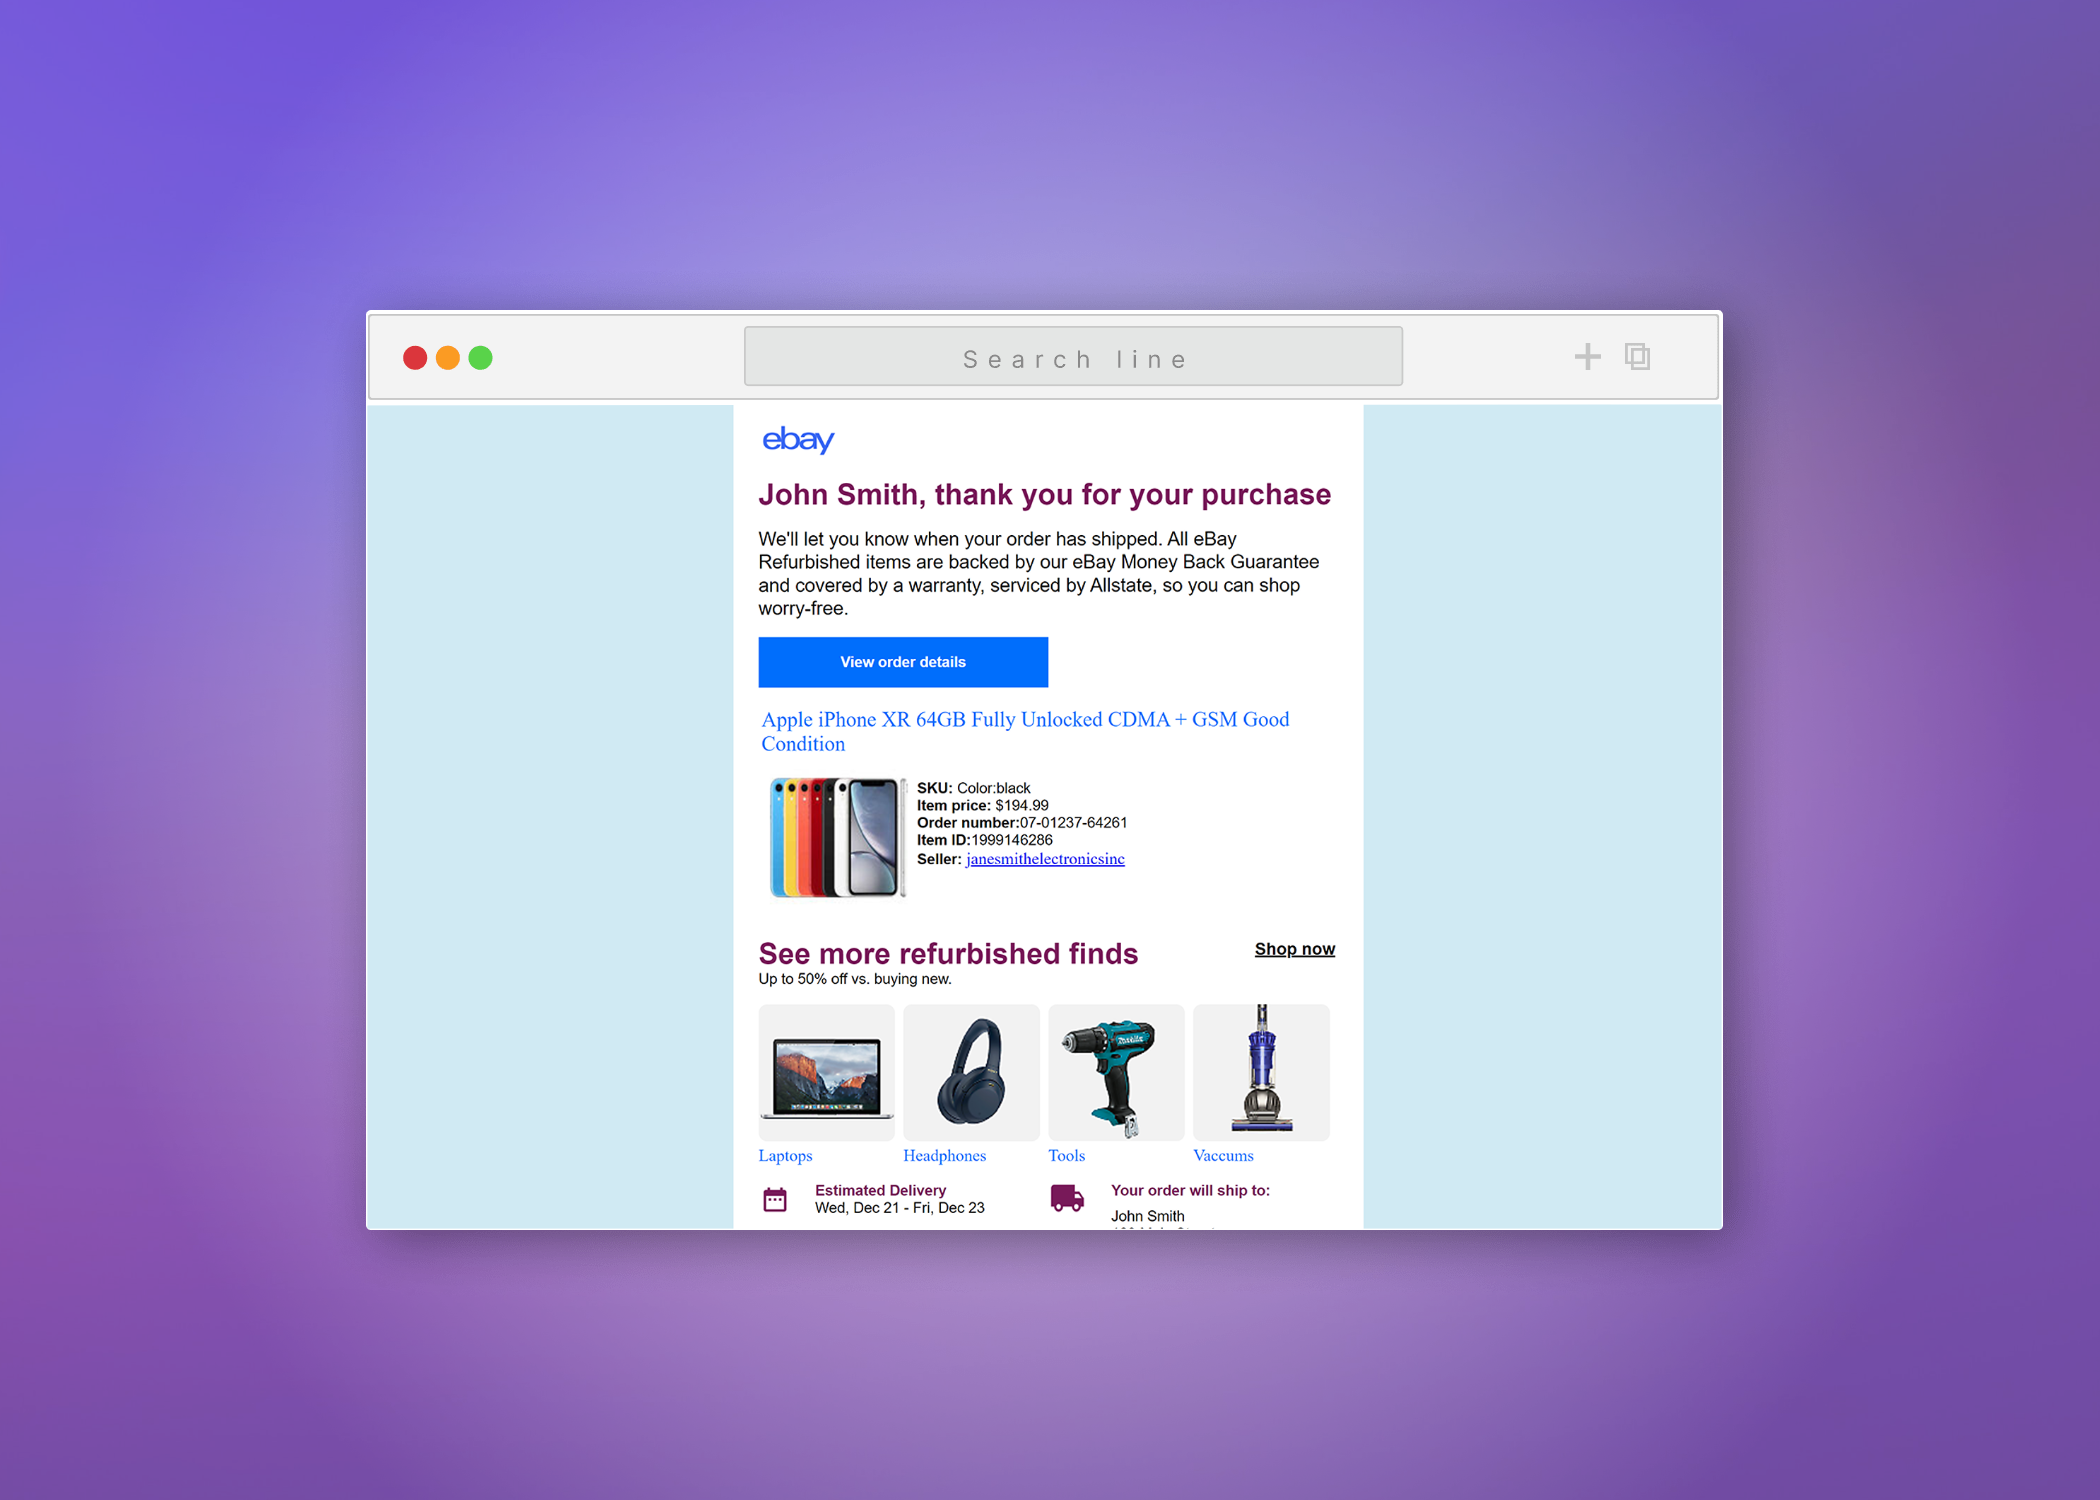 Search line
ebay
John Smith, thank you for your purchase
We'll let you know when your order has shipped. All eBay
Refurbished items are backed by our eBay Money Back Guarantee
and covered by a warranty, serviced by Allstate, so you can shop
worry-free.
View order details
Apple iPhone XR 64GB Fully Unlocked CDMA + GSM Good
Condition
SKU: Color:black
Item price: $194.99
Order number:07-01237-64261
Item ID:1999146286
Seller: janesmithelectronicsinc
See more refurbished finds
Shop now
Up to 50% off vs. buying new.
makita
Laptops
Headphones
Tools
Vaccums
Estimated Delivery
Wed, Dec 21 - Fri, Dec 23
Your order will ship to:
John Smith